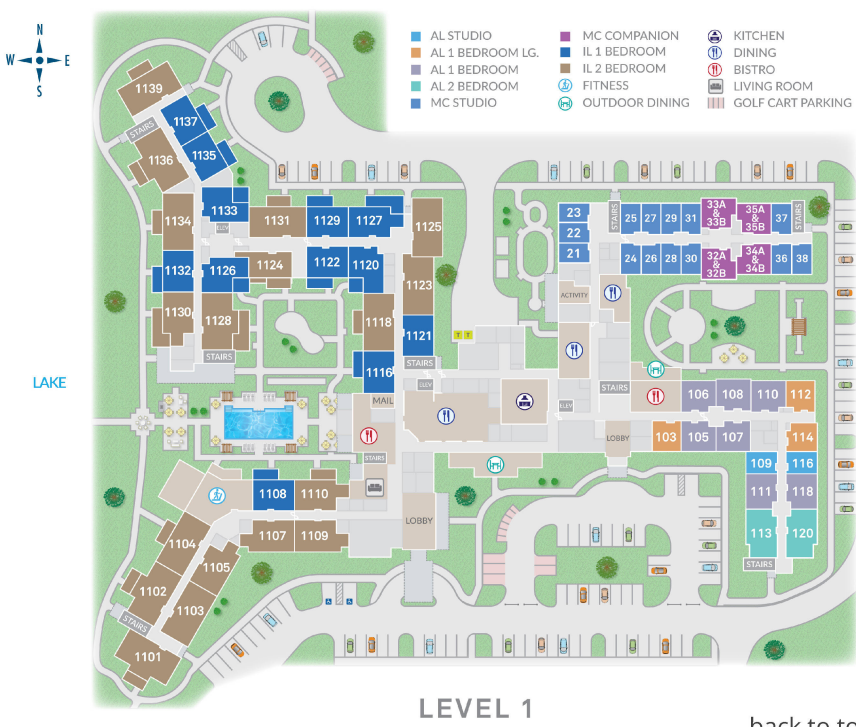 N
W E
S
AL STUDIO
AL 1 BEDROOM LG.
AL 1 BEDROOM
AL 2 BEDROOM
MC STUDIO
MC COMPANION
IL 1 BEDROOM
IL 2 BEDROOM
FITNESS
OUTDOOR DINING
KITCHEN
DINING
BISTRO
LIVING ROOM
GOLF CART PARKING
1139
1137
STAIRS
1136
1135
1134
1133
ELEV
1131
1129
1127
1125
1132
1126
1124
1122
1120
1123
1130
1128
1118
1121
STAIRS
STAIRS
1116
ELEV
MAIL
T T
LAKE
STAIRS
1108
1110
LOBBY
1107
1109
1104
1105
1102
1103
STAIRS
1101
23
22
21
STAIRS
25
27
29
31
33A
&
33B
35A
&
35B
37
STAIRS
24
26
28
30
32A
&
32B
34A
&
34B
36
38
ACTIVITY
STAIRS
ELEV
LOBBY
106
108
110
112
103
105
107
114
109
116
111
118
113
120
STAIRS
LEVEL 1
back to to